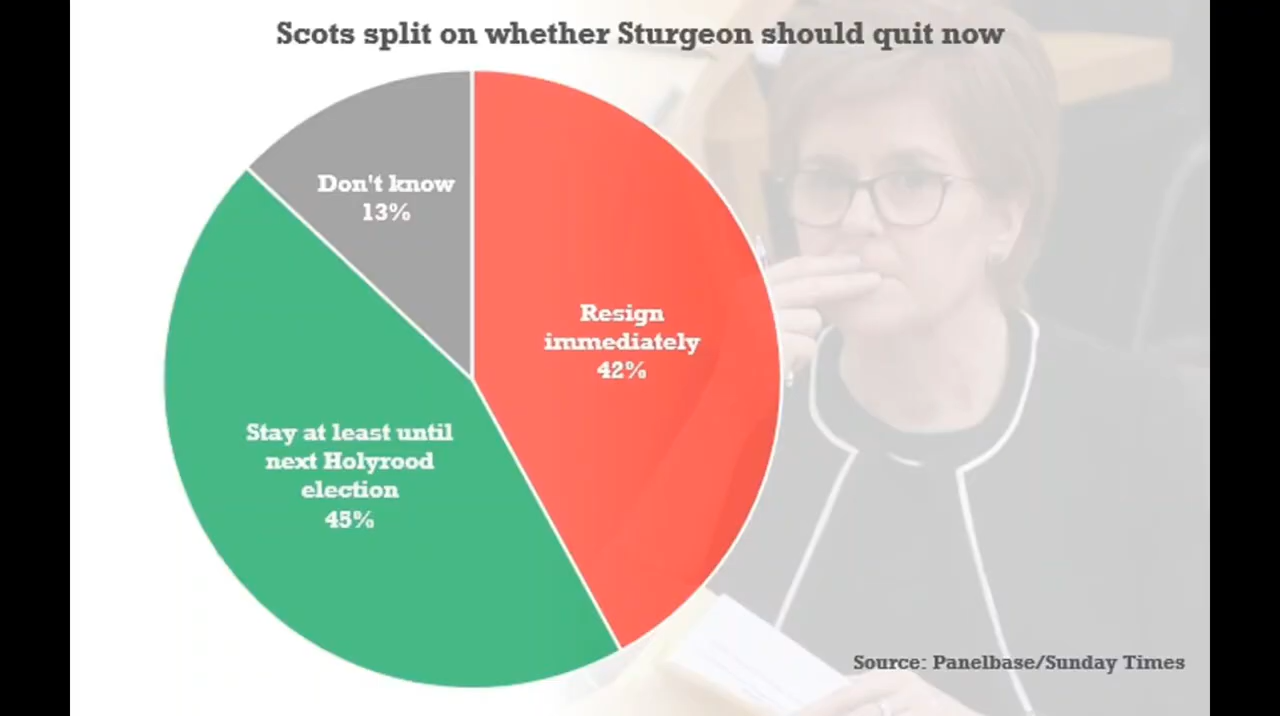 Scots split on whether Sturgeon should quit now
Don't know
13%
Resign
immediately
42%
Stay at least until
next Holyrood
election
45%
Source: Panelbase/Sunday Times